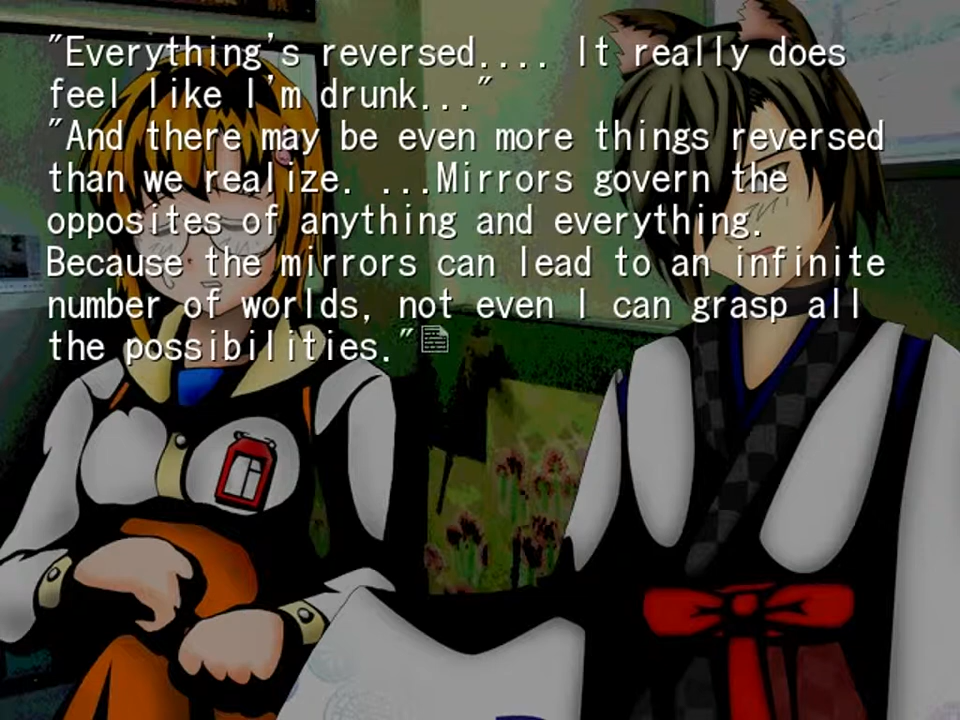 "Everything's reversed.... It really does
feel like I'm drunk..."
"And there may be even more things reversed
than we realize. ...Mirrors govern the
opposites of anything and everything.
Because the mirrors can lead to an infinite
number of worlds, not even I can grasp all
the possibilities."